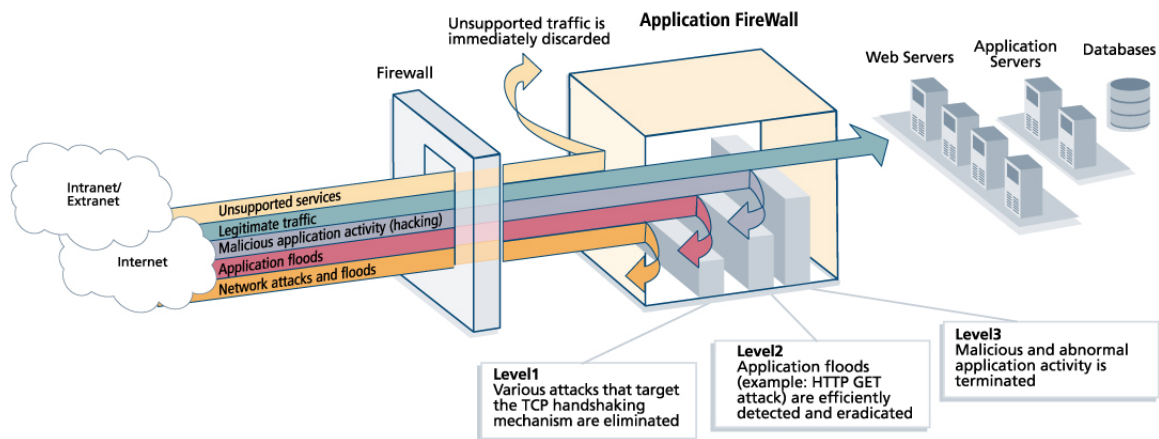 Unsupported traffic is
immediately discarded
Application FireWall
Firewall
Web Servers
Application
Servers
Databases
Intranet/
Extranet
Internet
Unsupported services
Legitimate traffic
Malicious application activity (hacking)
Application floods
Network attacks and floods
Level1
Various attacks that target
the TCP handshaking
mechanism are eliminated
Level2
Application floods
(example: HTTP GET
attack) are efficiently
detected and eradicated
Level3
Malicious and abnormal
application activity is
terminated